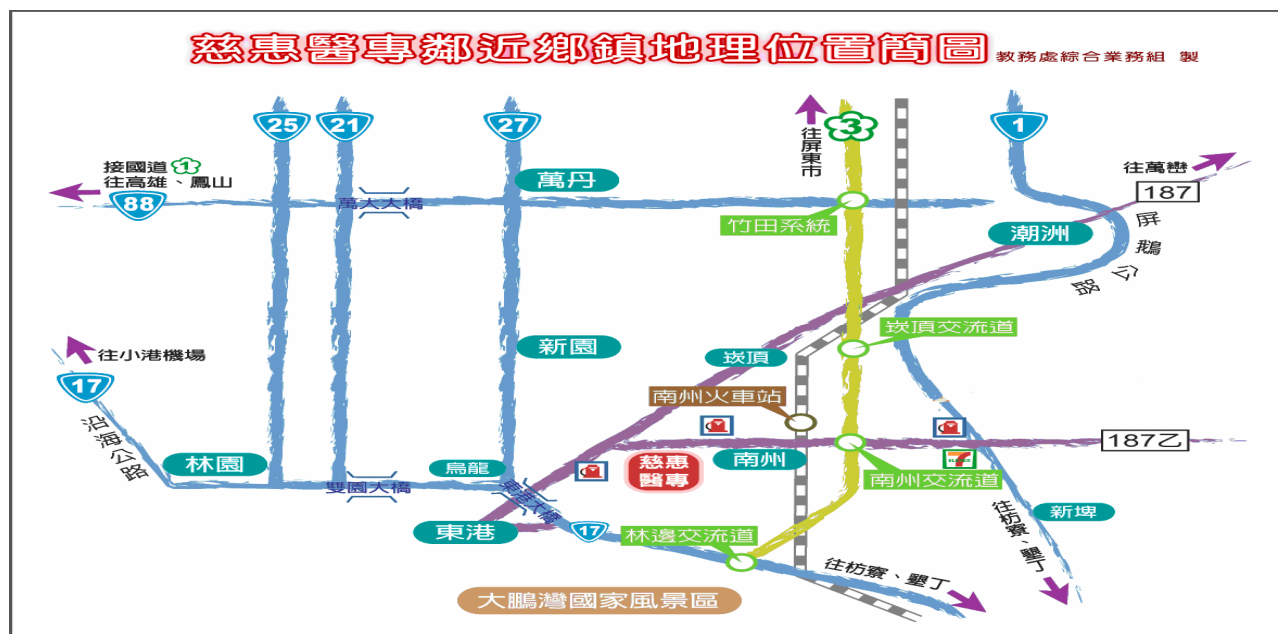 慈惠醫專鄰近鄉鎮地理位置簡圖 教務處綜合業務組 製
25
21
27
往屏東市
3
1
接國道 1
往高雄、鳳山
88
萬大大橋
萬丹
竹田系統
往萬巒
187
潮洲
屏鵝公路
往小港機場
17
沿海公路
新園
崁頂
崁頂交流道
南州火車站
187乙
林園
雙園大橋
烏龍
東港大橋
慈惠
醫專
南州
7
ELEVEN
南州交流道
東港
17
林邊交流道
新埤
往枋寮、墾丁
往枋寮、墾丁
大鵬灣國家風景區